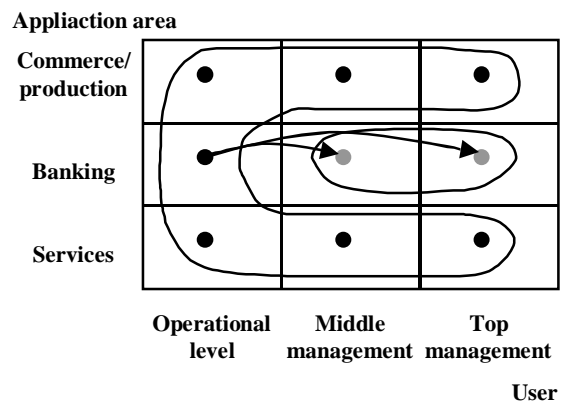 Appliaction area
Commerce/
production
Banking
Services
Operational
level
Middle
management
Top
management
User